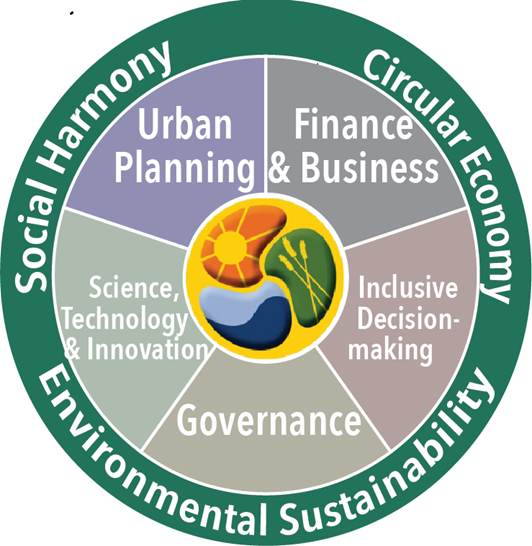 Social Harmony
Circular Economy
Urban
Planning
Finance
& Business
Science,
Technology
& Innovation
Inclusive
Decision-
making
Governance
Environmental Sustainability